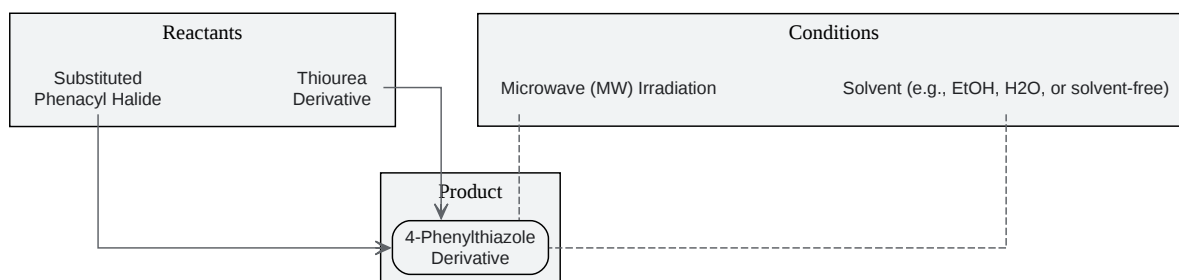 Reactants
Substituted
Phenacyl Halide
Thiourea
Derivative
Conditions
Microwave (MW) Irradiation
Solvent (e.g., EtOH, H2O, or solvent-free)
Product
4-Phenylthiazole
Derivative